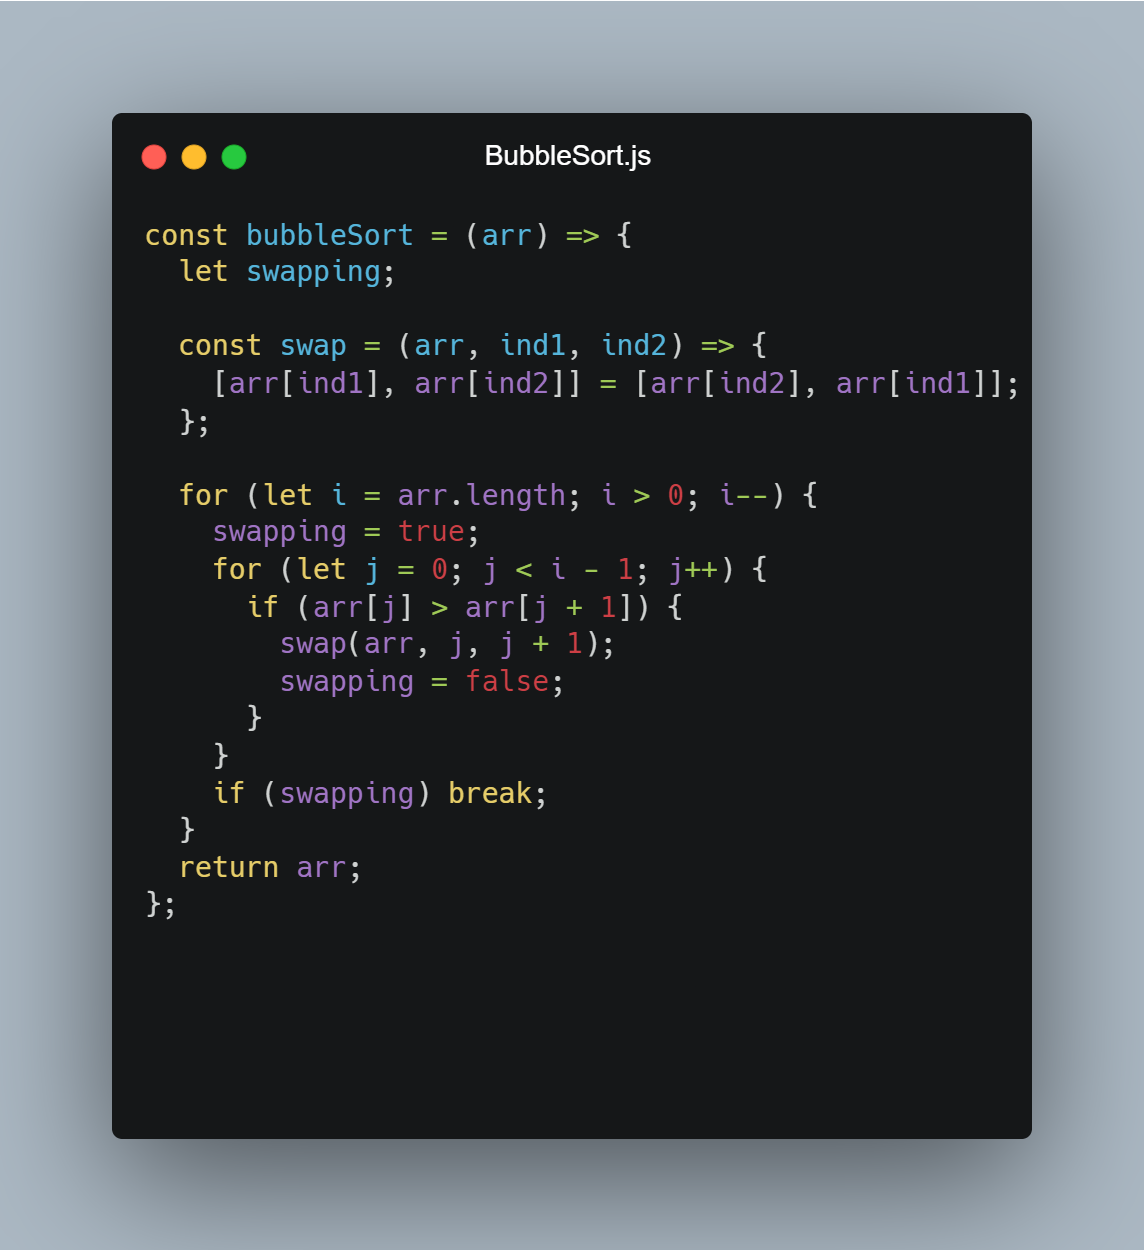 BubbleSort.js
const bubbleSort = (arr) => {
  let swapping;
  const swap = (arr, ind1, ind2) => {
    [arr[ind1], arr[ind2]] = [arr[ind2], arr[ind1]];
  };
  for (let i = arr.length; i > 0; i--) {
    swapping = true;
    for (let j = 0; j < i - 1; j++) {
      if (arr[j] > arr[j + 1]) {
        swap(arr, j, j + 1);
        swapping = false;
      }
    }
    if (swapping) break;
  }
  return arr;
};